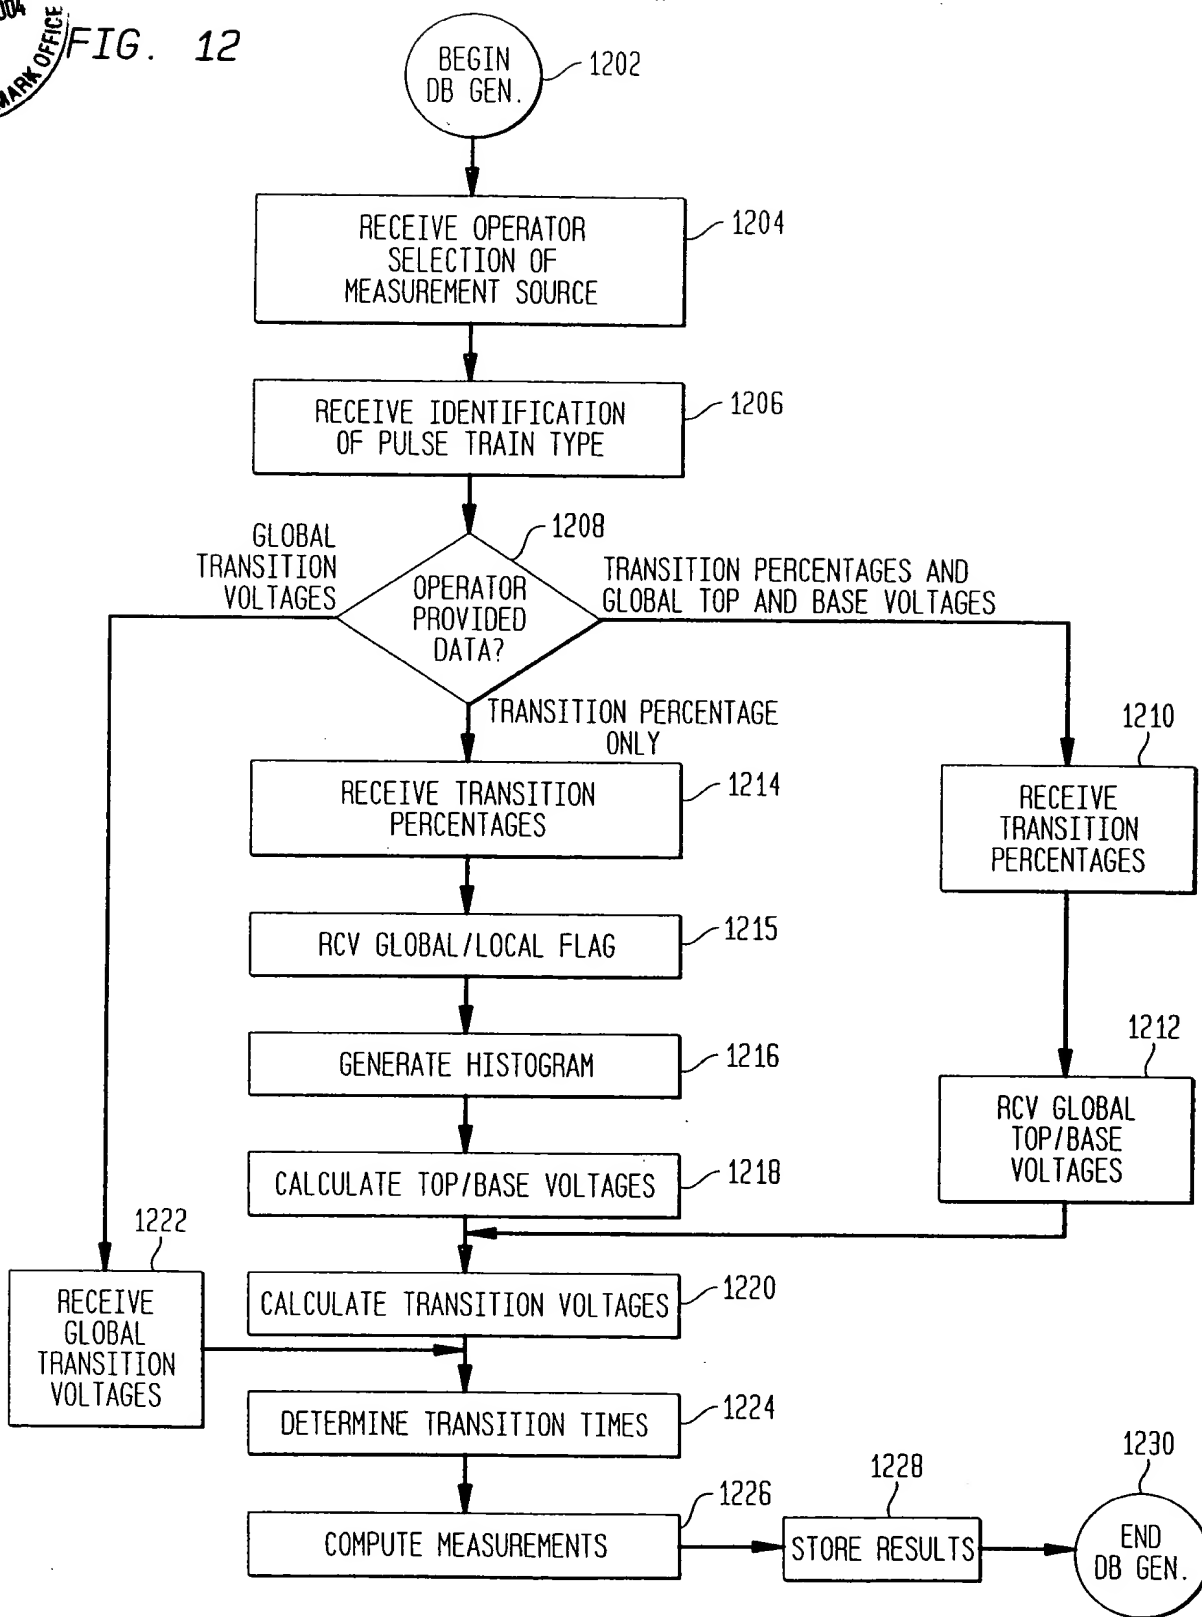 004
MARK OFFICE
FIG. 12
BEGIN
DB GEN.
1202
RECEIVE OPERATOR
SELECTION OF
MEASUREMENT SOURCE
1204
RECEIVE IDENTIFICATION
OF PULSE TRAIN TYPE
1206
GLOBAL
TRANSITION
VOLTAGES
1208
OPERATOR
PROVIDED
DATA?
TRANSITION PERCENTAGES AND
GLOBAL TOP AND BASE VOLTAGES
TRANSITION PERCENTAGE
ONLY
1210
RECEIVE
TRANSITION
PERCENTAGES
RECEIVE TRANSITION
PERCENTAGES
1214
RCV GLOBAL/LOCAL FLAG
1215
GENERATE HISTOGRAM
1216
1212
RCV GLOBAL
TOP/BASE
VOLTAGES
CALCULATE TOP/BASE VOLTAGES
1218
1222
RECEIVE
GLOBAL
TRANSITION
VOLTAGES
CALCULATE TRANSITION VOLTAGES
1220
DETERMINE TRANSITION TIMES
1224
COMPUTE MEASUREMENTS
1226
1228
STORE RESULTS
1230
END
DB GEN.